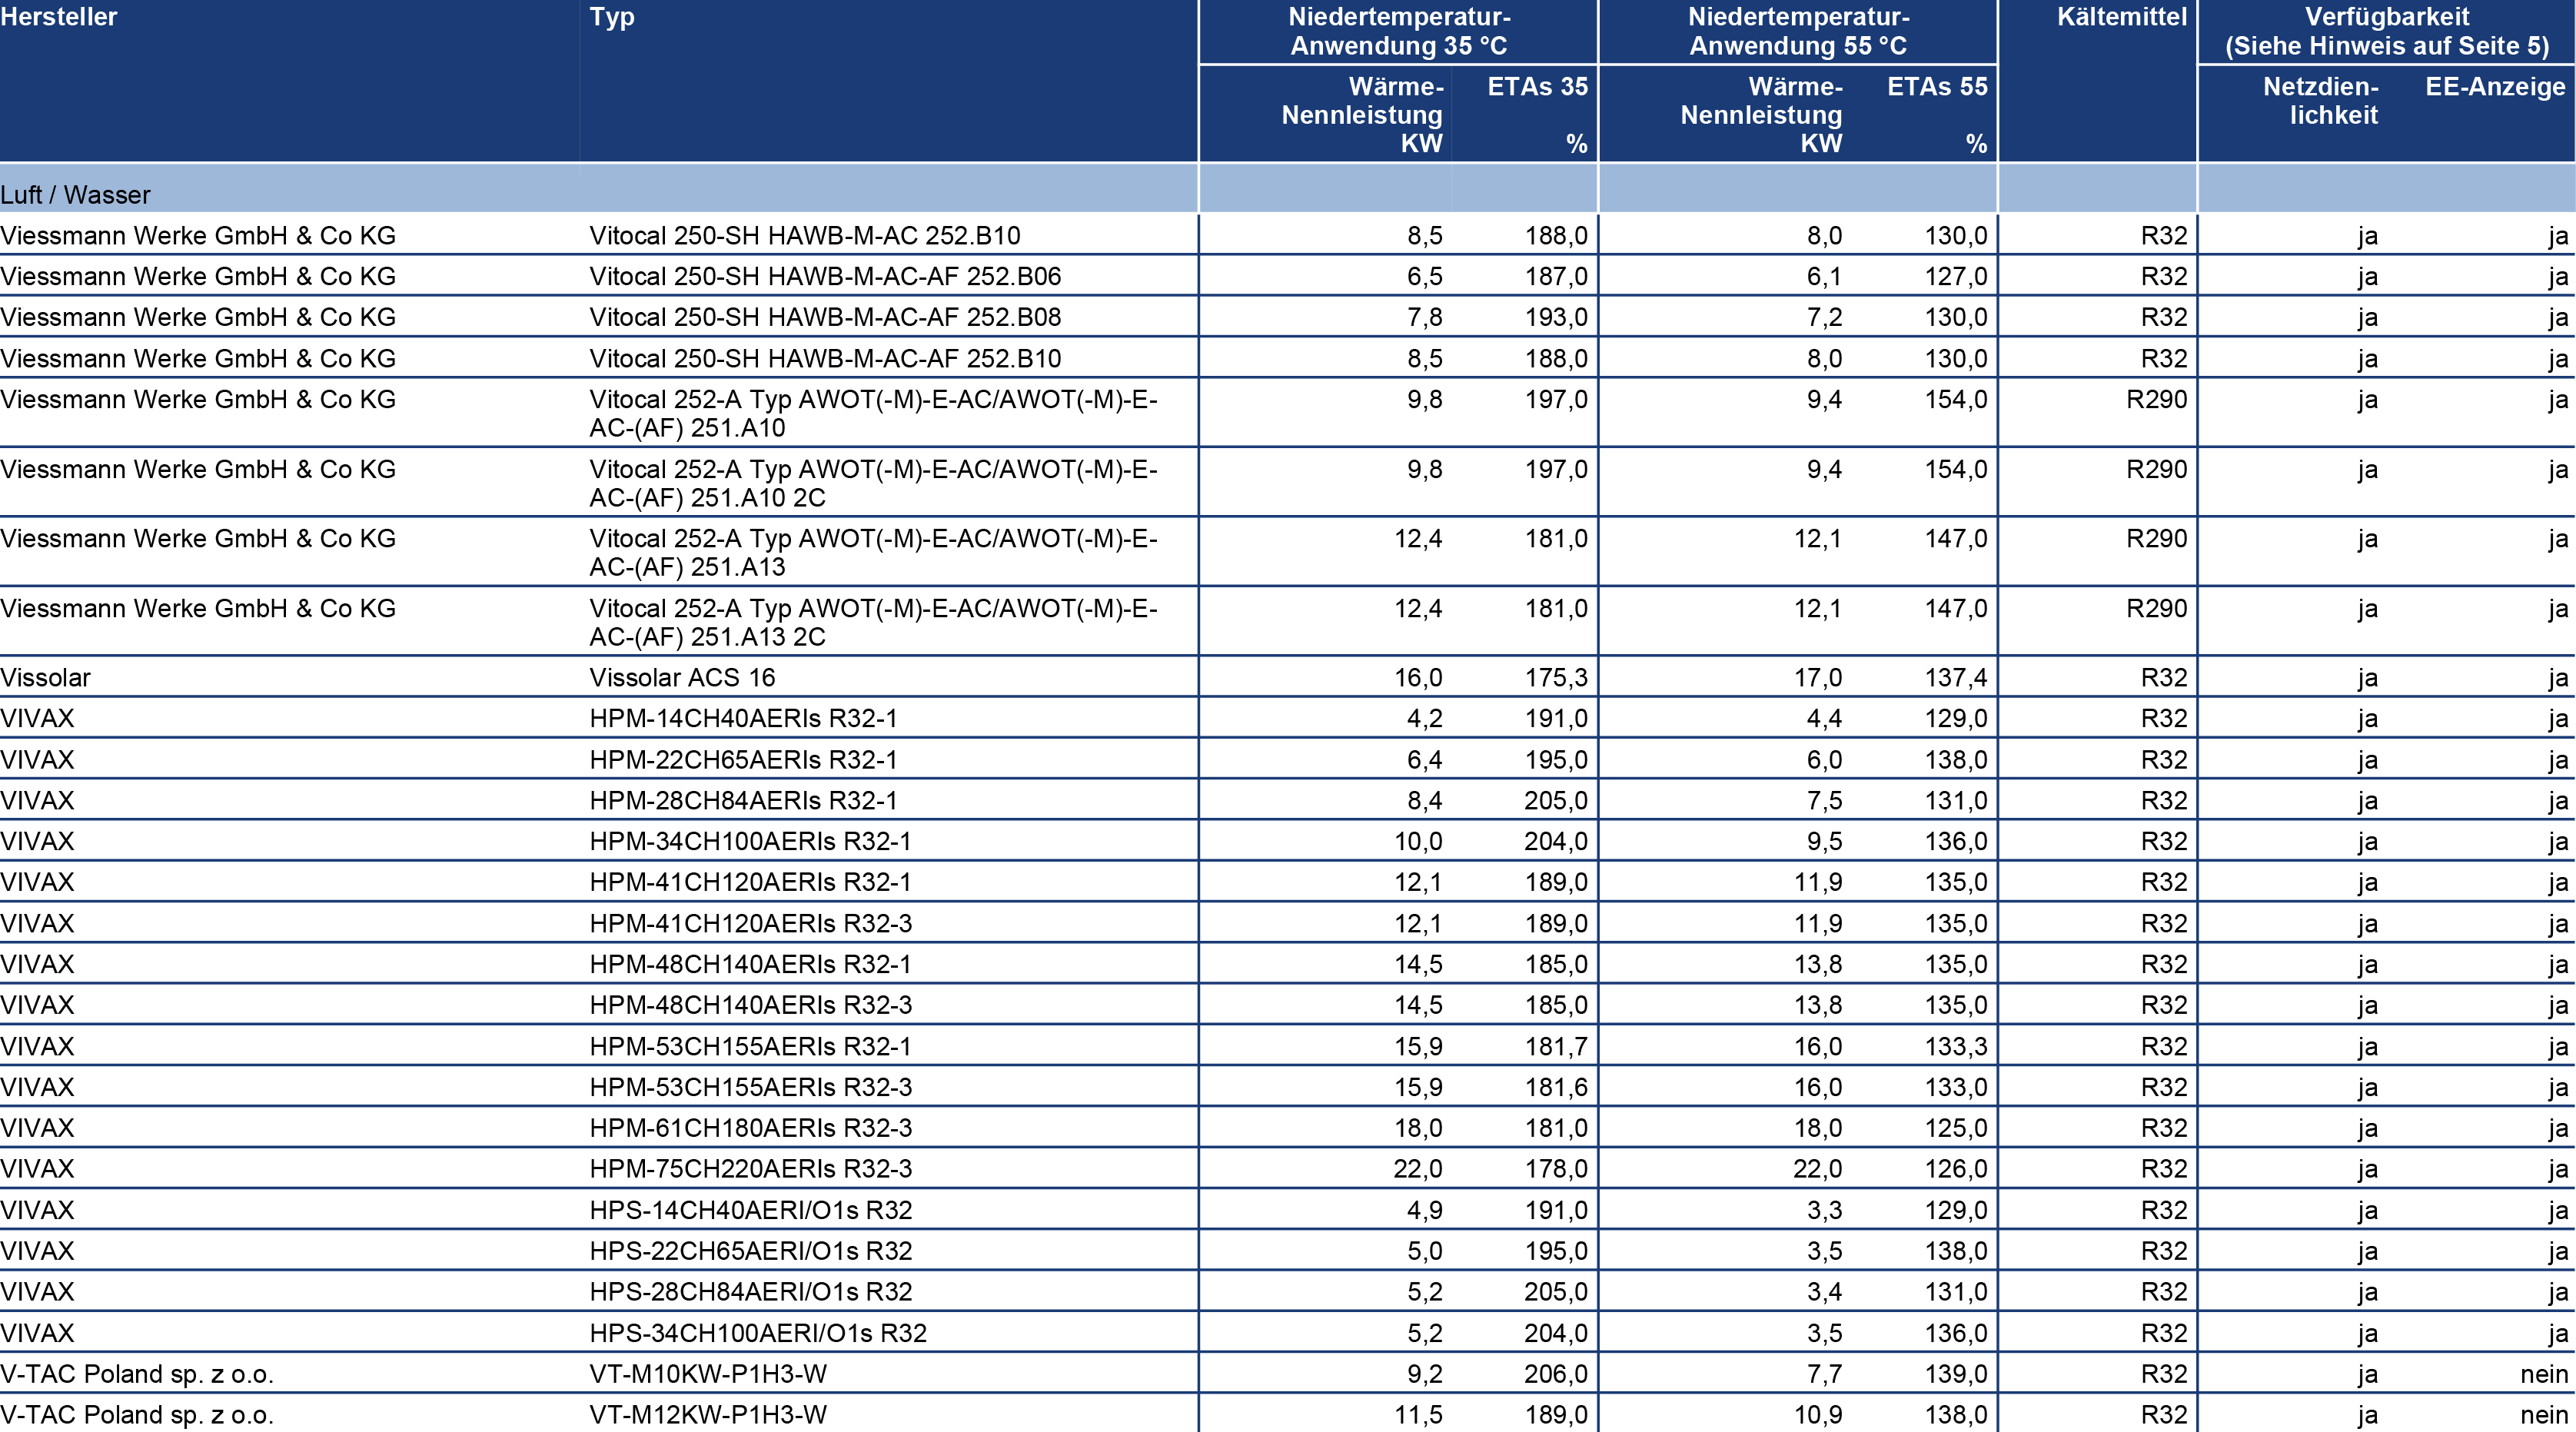 Hersteller Typ Niedertemperatur- Niedertemperatur- Kältemittel Verfügbarkeit
Anwendung 35 °C Anwendung 55 °C (Siehe Hinweis auf Seite 5)
Wärme- ETAs 35 Wärme- ETAs 55 Netzdien- EE-Anzeige
Nennleistung Nennleistung lichkeit
KW % KW %
Luft / Wasser
Viessmann Werke GmbH & Co KG Vitocal 250-SH HAWB-M-AC 252.B10 8,5 188,0 8,0 130,0 R32 ja ja
Viessmann Werke GmbH & Co KG Vitocal 250-SH HAWB-M-AC-AF 252.B06 6,5 187,0 6,1 127,0 R32 ja ja
Viessmann Werke GmbH & Co KG Vitocal 250-SH HAWB-M-AC-AF 252.B08 7,8 193,0 7,2 130,0 R32 ja ja
Viessmann Werke GmbH & Co KG Vitocal 250-SH HAWB-M-AC-AF 252.B10 8,5 188,0 8,0 130,0 R32 ja ja
Viessmann Werke GmbH & Co KG Vitocal 252-A Typ AWOT(-M)-E-AC/AWOT(-M)-E- 9,8 197,0 9,4 154,0 R290 ja ja
AC-(AF) 251.A10
Viessmann Werke GmbH & Co KG Vitocal 252-A Typ AWOT(-M)-E-AC/AWOT(-M)-E- 9,8 197,0 9,4 154,0 R290 ja ja
AC-(AF) 251.A10 2C
Viessmann Werke GmbH & Co KG Vitocal 252-A Typ AWOT(-M)-E-AC/AWOT(-M)-E- 12,4 181,0 12,1 147,0 R290 ja ja
AC-(AF) 251.A13
Viessmann Werke GmbH & Co KG Vitocal 252-A Typ AWOT(-M)-E-AC/AWOT(-M)-E- 12,4 181,0 12,1 147,0 R290 ja ja
AC-(AF) 251.A13 2C
Vissolar Vissolar ACS 16 16,0 175,3 17,0 137,4 R32 ja ja
VIVAX HPM-14CH40AERIs R32-1 4,2 191,0 4,4 129,0 R32 ja ja
VIVAX HPM-22CH65AERIs R32-1 6,4 195,0 6,0 138,0 R32 ja ja
VIVAX HPM-28CH84AERIs R32-1 8,4 205,0 7,5 131,0 R32 ja ja
VIVAX HPM-34CH100AERIs R32-1 10,0 204,0 9,5 136,0 R32 ja ja
VIVAX HPM-41CH120AERIs R32-1 12,1 189,0 11,9 135,0 R32 ja ja
VIVAX HPM-41CH120AERIs R32-3 12,1 189,0 11,9 135,0 R32 ja ja
VIVAX HPM-48CH140AERIs R32-1 14,5 185,0 13,8 135,0 R32 ja ja
VIVAX HPM-48CH140AERIs R32-3 14,5 185,0 13,8 135,0 R32 ja ja
VIVAX HPM-53CH155AERIs R32-1 15,9 181,7 16,0 133,3 R32 ja ja
VIVAX HPM-53CH155AERIs R32-3 15,9 181,6 16,0 133,0 R32 ja ja
VIVAX HPM-61CH180AERIs R32-3 18,0 181,0 18,0 125,0 R32 ja ja
VIVAX HPM-75CH220AERIs R32-3 22,0 178,0 22,0 126,0 R32 ja ja
VIVAX HPS-14CH40AERI/O1s R32 4,9 191,0 3,3 129,0 R32 ja ja
VIVAX HPS-22CH65AERI/O1s R32 5,0 195,0 3,5 138,0 R32 ja ja
VIVAX HPS-28CH84AERI/O1s R32 5,2 205,0 3,4 131,0 R32 ja ja
VIVAX HPS-34CH100AERI/O1s R32 5,2 204,0 3,5 136,0 R32 ja ja
V-TAC Poland sp. z o.o. VT-M10KW-P1H3-W 9,2 206,0 7,7 139,0 R32 ja nein
V-TAC Poland sp. z o.o. VT-M12KW-P1H3-W 11,5 189,0 10,9 138,0 R32 ja nein